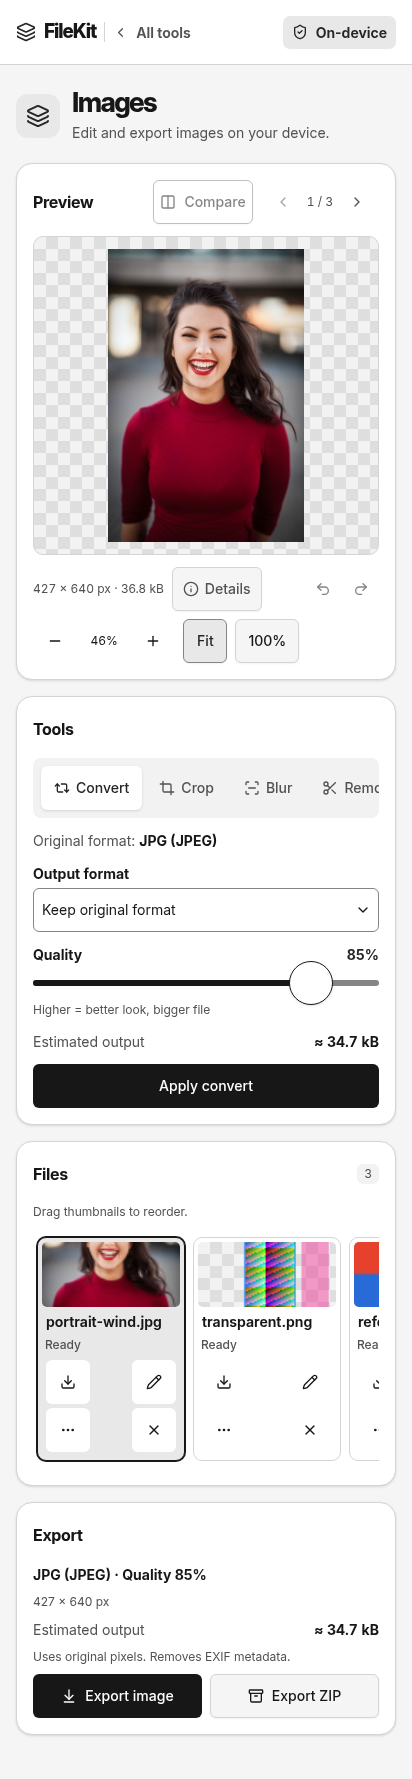 FileKit
All tools
On-device
Images
Edit and export images on your device.
Preview
Compare
1 / 3
427 × 640 px · 36.8 kB
Details
46%
Fit
100%
Tools
Convert
Crop
Blur
Remo
Original format: JPG (JPEG)
Output format
Keep original format
Quality
85%
Higher = better look, bigger file
Estimated output
≈ 34.7 kB
Apply convert
Files
3
Drag thumbnails to reorder.
portrait-wind.jpg
transparent.png
refe
Ready
Ready
Rea
Export
JPG (JPEG) · Quality 85%
427 × 640 px
Estimated output
≈ 34.7 kB
Uses original pixels. Removes EXIF metadata.
Export image
Export ZIP